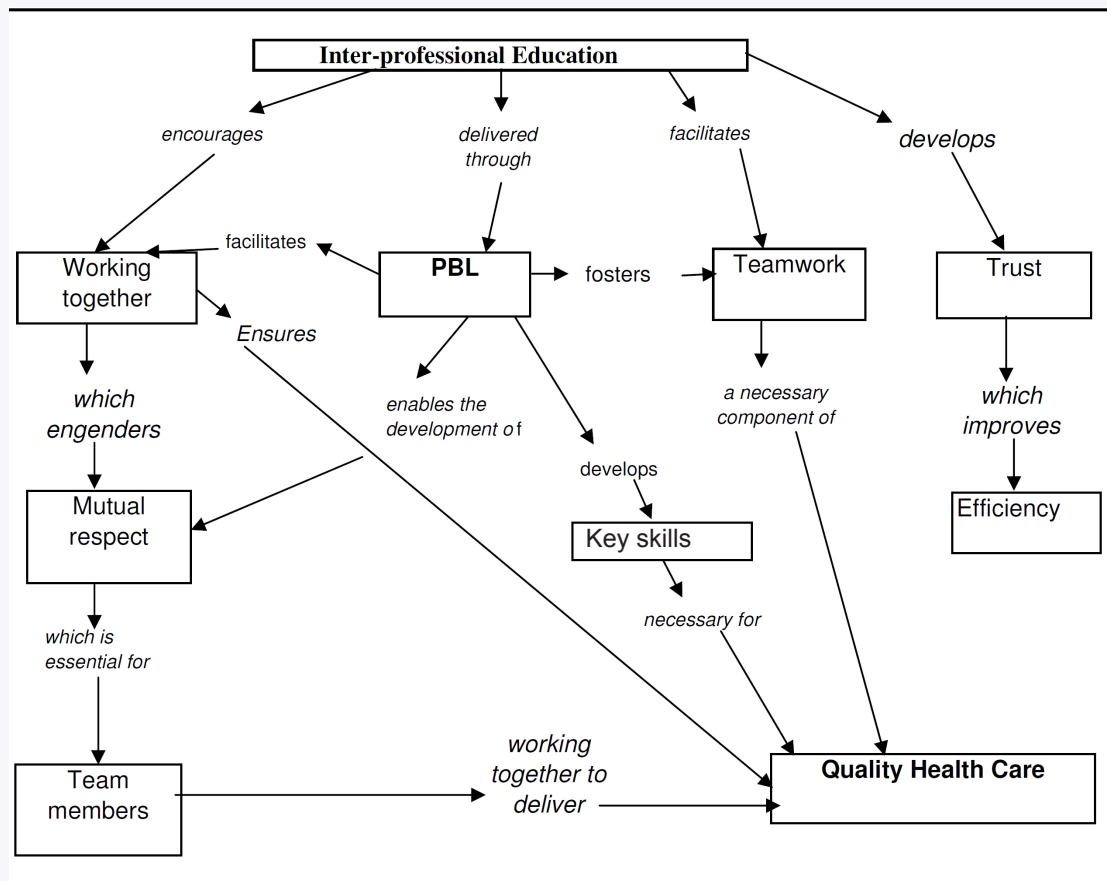 Inter-professional Education
encourages
delivered
through
facilitates
develops
Working
together
facilitates
PBL
fosters
Teamwork
Trust
Ensures
which
engenders
enables the
development of
a necessary
component of
which
improves
develops
Mutual
respect
Key skills
Efficiency
which is
essential for
necessary for
Team
members
working
together to
deliver
Quality Health Care